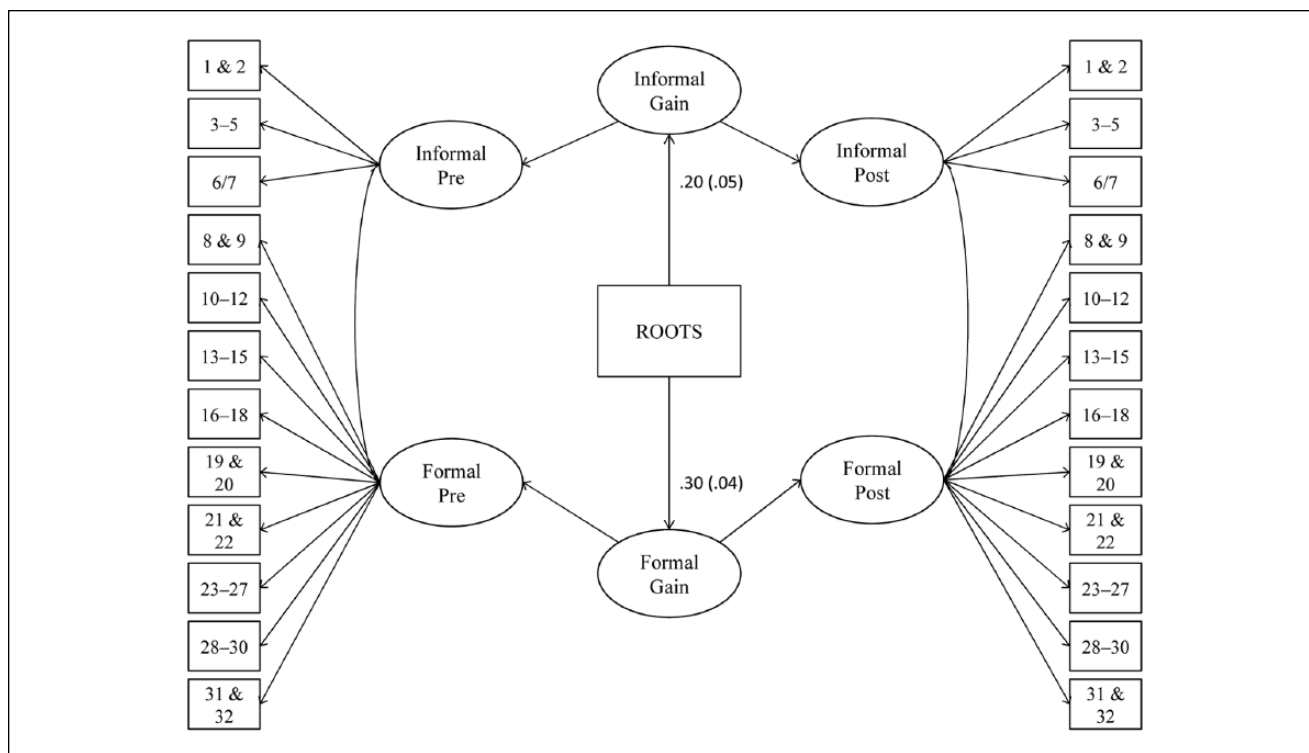 1 & 2
3–5
6/7
8 & 9
10–12
13–15
16–18
19 &
20
21 &
22
23–27
28–30
31 &
32
Informal
Pre
Formal
Pre
Informal
Gain
.20 (.05)
ROOTS
.30 (.04)
Formal
Gain
Informal
Post
Formal
Post
1 & 2
3–5
6/7
8 & 9
10–12
13–15
16–18
19 &
20
21 &
22
23–27
28–30
31 &
32